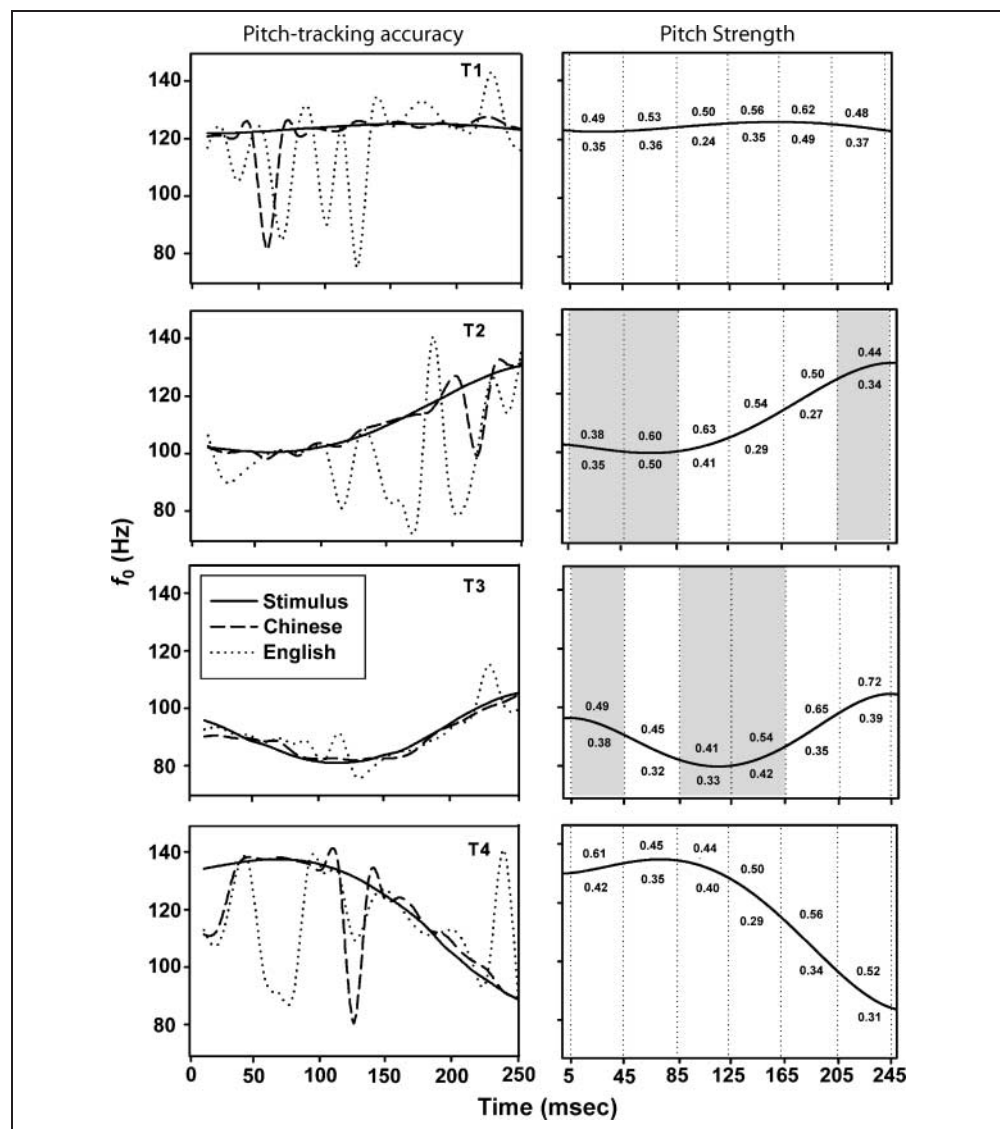 Pitch-tracking accuracy
Pitch Strength
T1
140
120
100
80
0.49 0.53 0.50 0.56 0.62 0.48
0.35 0.36 0.24 0.35 0.49 0.37
T2
140
120
100
80
0.38 0.60 0.63 0.54 0.50 0.44
0.35 0.50 0.41 0.29 0.27 0.34
f0 (Hz)
T3
140
120
100
80
Stimulus
Chinese
English
0.49 0.45 0.41 0.54 0.65 0.72
0.38 0.32 0.33 0.42 0.35 0.39
T4
140
120
100
80
0.61 0.45 0.44 0.50 0.56 0.52
0.42 0.35 0.40 0.29 0.34 0.31
0 50 100 150 200 250
5 45 85 125 165 205 245
Time (msec)